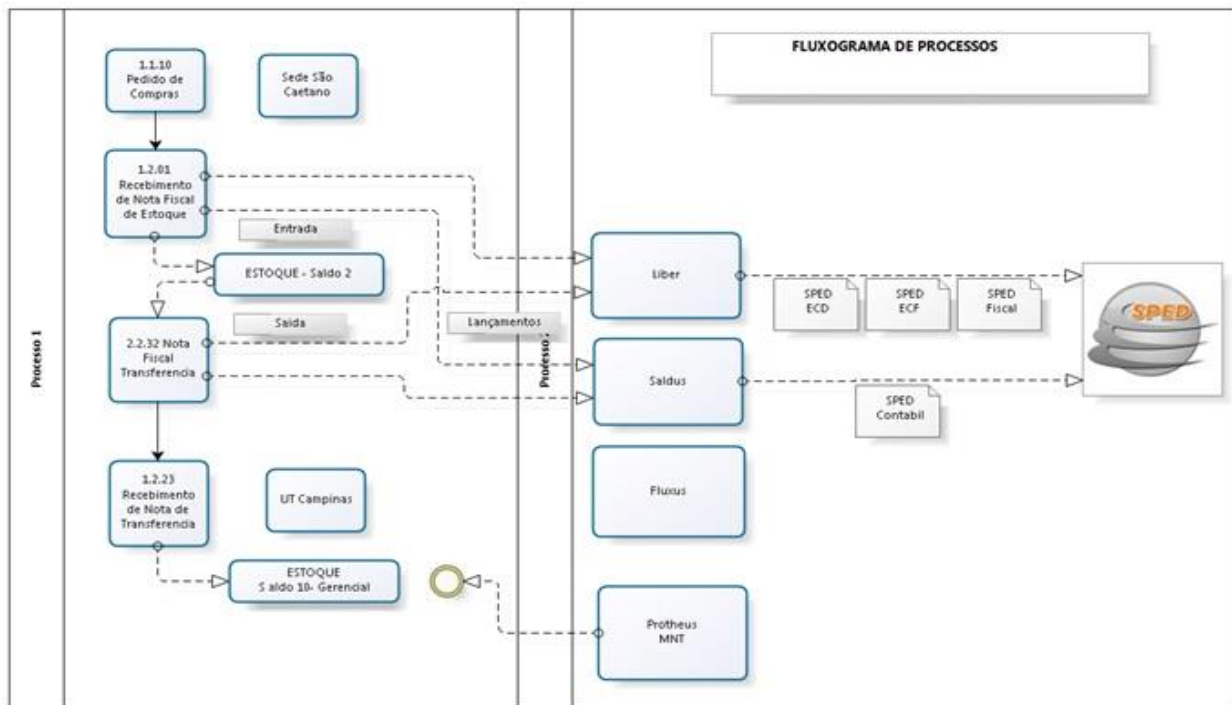 FLUXOGRAMA DE PROCESSOS
Processo 1
1.1.10
Pedido de
Compras
Sede São
Caetano
1.2.01
Recebimento
de Nota Fiscal
de Estoque
Entrada
ESTOQUE - Saldo 2
Saida
2.2.32 Nota
Fiscal
Transferencia
1.2.23
Recebimento
de Nota de
Transferencia
UT Campinas
ESTOQUE
S aldo 10- Gerencial
Lançamentos
Processo
Liber
SPED
ECD
SPED
ECF
SPED
Fiscal
SPED
Saldus
SPED
Contabil
Fluxus
Protheus
MNT